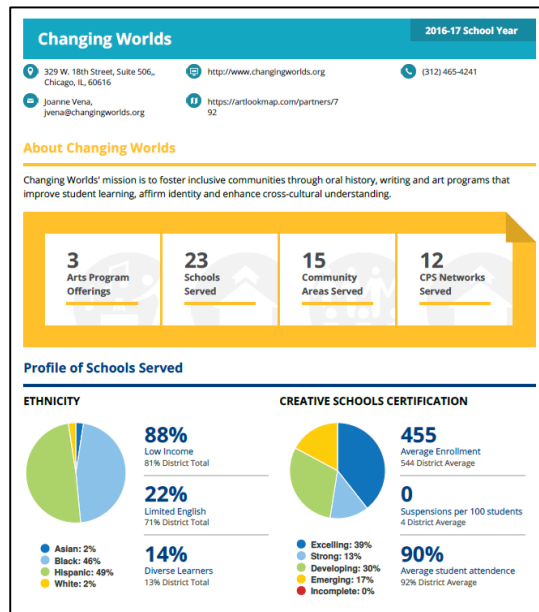 Changing Worlds
2016-17 School Year
329 W. 18th Street, Suite 506,,
Chicago, IL, 60616
http://www.changingworlds.org
(312) 465-4241
Joanne Vena,
jvena@changingworlds.org
https://artlookmap.com/partners/7
92
About Changing Worlds
Changing Worlds' mission is to foster inclusive communities through oral history, writing and art programs that
improve student learning, affirm identity and enhance cross-cultural understanding.
3
Arts Program
Offerings
23
Schools
Served
15
Community
Areas Served
12
CPS Networks
Served
Profile of Schools Served
ETHNICITY
Asian: 2%
Black: 46%
Hispanic: 49%
White: 2%
88%
Low Income
81% District Total
22%
Limited English
71% District Total
14%
Diverse Learners
13% District Total
CREATIVE SCHOOLS CERTIFICATION
Excelling: 39%
Strong: 13%
Developing: 30%
Emerging: 17%
Incomplete: 0%
455
Average Enrollment
544 District Average
0
Suspensions per 100 students
4 District Average
90%
Average student attendence
92% District Average